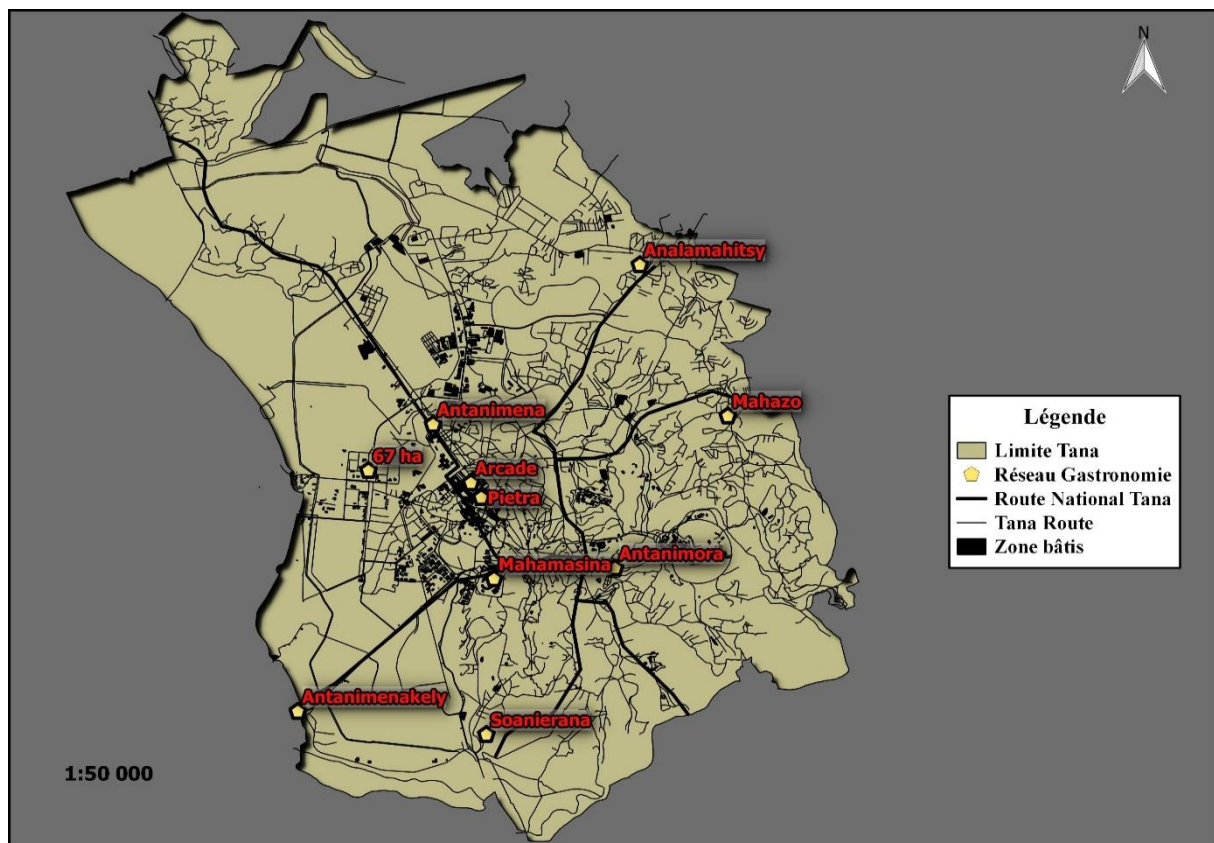 N
Analamahitsy
Mahazo
Antanimena
67 ha
Arcade
Pietra
Antanimora
Mahamasina
Antanimenakely
Soanierana
1:50 000
Légende
Limite Tana
Réseau Gastronomie
Route National Tana
Tana Route
Zone bâtis